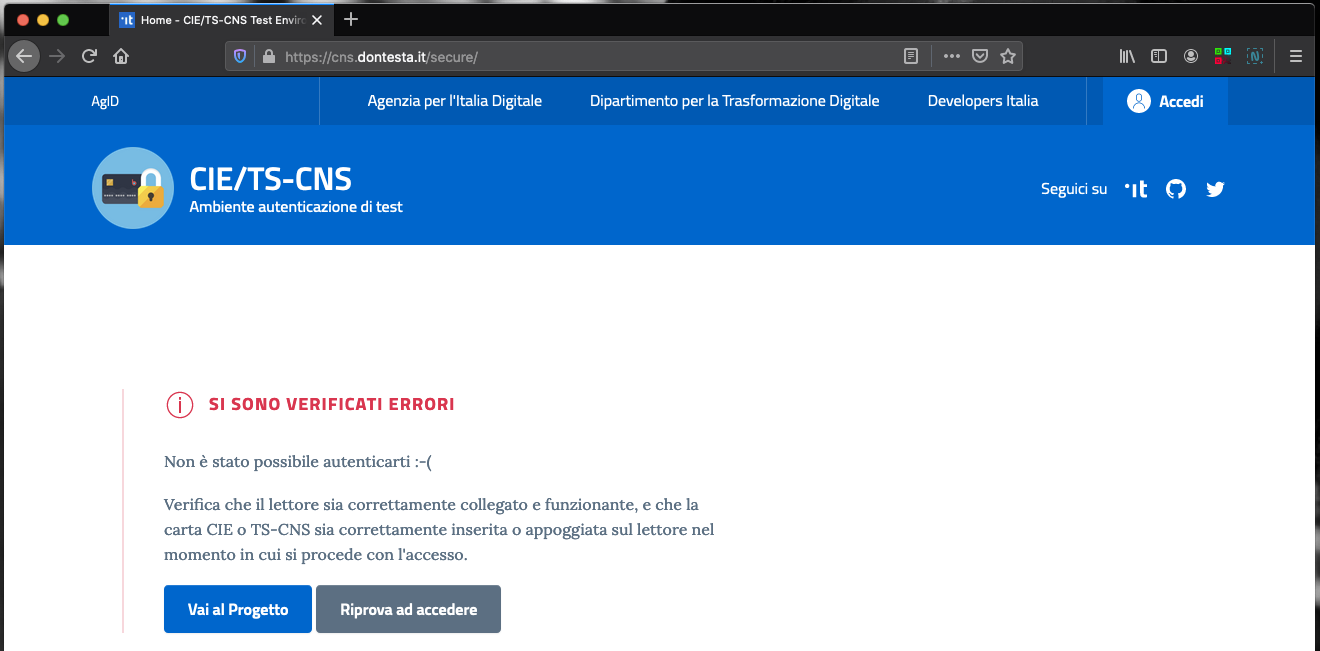 Home - CIE/TS-CNS Test Enviro
https://cns.dontesta.it/secure/
AgID
Agenzia per l'Italia Digitale
Dipartimento per la Trasformazione Digitale
Developers Italia
Accedi
CIE/TS-CNS
Ambiente autenticazione di test
Seguici su
SI SONO VERIFICATI ERRORI
Non è stato possibile autenticarti :-(
Verifica che il lettore sia correttamente collegato e funzionante, e che la
carta CIE o TS-CNS sia correttamente inserita o appoggiata sul lettore nel
momento in cui si procede con l'accesso.
Vai al Progetto
Riprova ad accedere